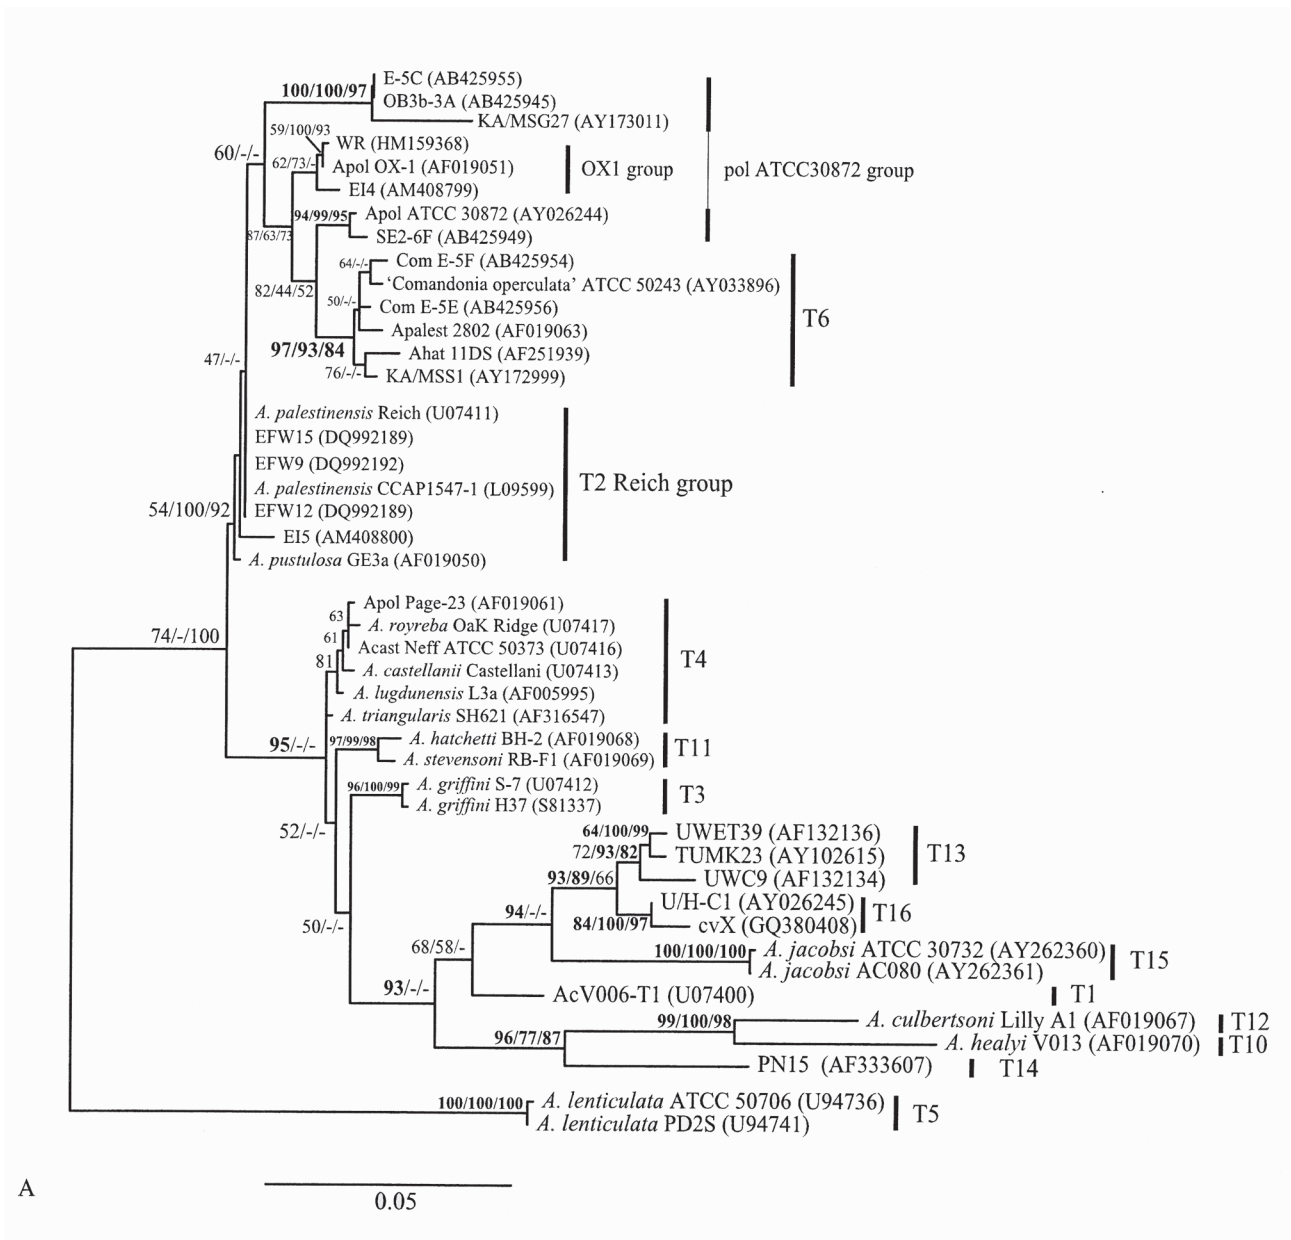 E-5C (AB425955)
100/100/97
OB3b-3A (AB425945)
KA/MSG27 (AY173011)
59/100/93
WR (HM159368)
60/-/-
62/73/-
Apol OX-1 (AF019051)
OX1 group
pol ATCC30872 group
EI4 (AM408799)
94/99/95
Apol ATCC 30872 (AY026244)
87/63/73
SE2-6F (AB425949)
64/-/-
Com E-5F (AB425954)
'Comandonia operculata' ATCC 50243 (AY033896)
82/44/52
50/-/-
Com E-5E (AB425956)
T6
Apalest 2802 (AF019063)
97/93/84
Ahat 11DS (AF251939)
47/-/-
76/-/-
KA/MSS1 (AY172999)
A. palestinensis Reich (U07411)
EFW15 (DQ992189)
EFW9 (DQ992192)
T2 Reich group
A. palestinensis CCAP1547-1 (L09599)
54/100/92
EFW12 (DQ992189)
EI5 (AM408800)
A. pustulosa GE3a (AF019050)
Apol Page-23 (AF019061)
63
A. royreba OaK Ridge (U07417)
74/-/100
61
Acast Neff ATCC 50373 (U07416)
T4
81
A. castellanii Castellani (U07413)
A. lugdunensis L3a (AF005995)
A. triangularis SH621 (AF316547)
95/-/-
97/99/98
A. hatchetti BH-2 (AF019068)
T11
A. stevensoni RB-F1 (AF019069)
96/100/99
A. griffini S-7 (U07412)
T3
A. griffini H37 (S81337)
52/-/-
64/100/99
UWET39 (AF132136)
72/93/82
TUMK23 (AY102615)
T13
93/89/66
UWC9 (AF132134)
U/H-C1 (AY026245)
94/-/-
T16
84/100/97
cvX (GQ380408)
50/-/-
68/58/-
100/100/100
A. jacobsi ATCC 30732 (AY262360)
T15
A. jacobsi AC080 (AY262361)
93/-/-
AcV006-T1 (U07400)
T1
99/100/98
A. culbertsoni Lilly A1 (AF019067)
T12
96/77/87
A. healyi V013 (AF019070)
T10
PN15 (AF333607)
T14
100/100/100
A. lenticulata ATCC 50706 (U94736)
T5
A. lenticulata PD2S (U94741)
A
0.05